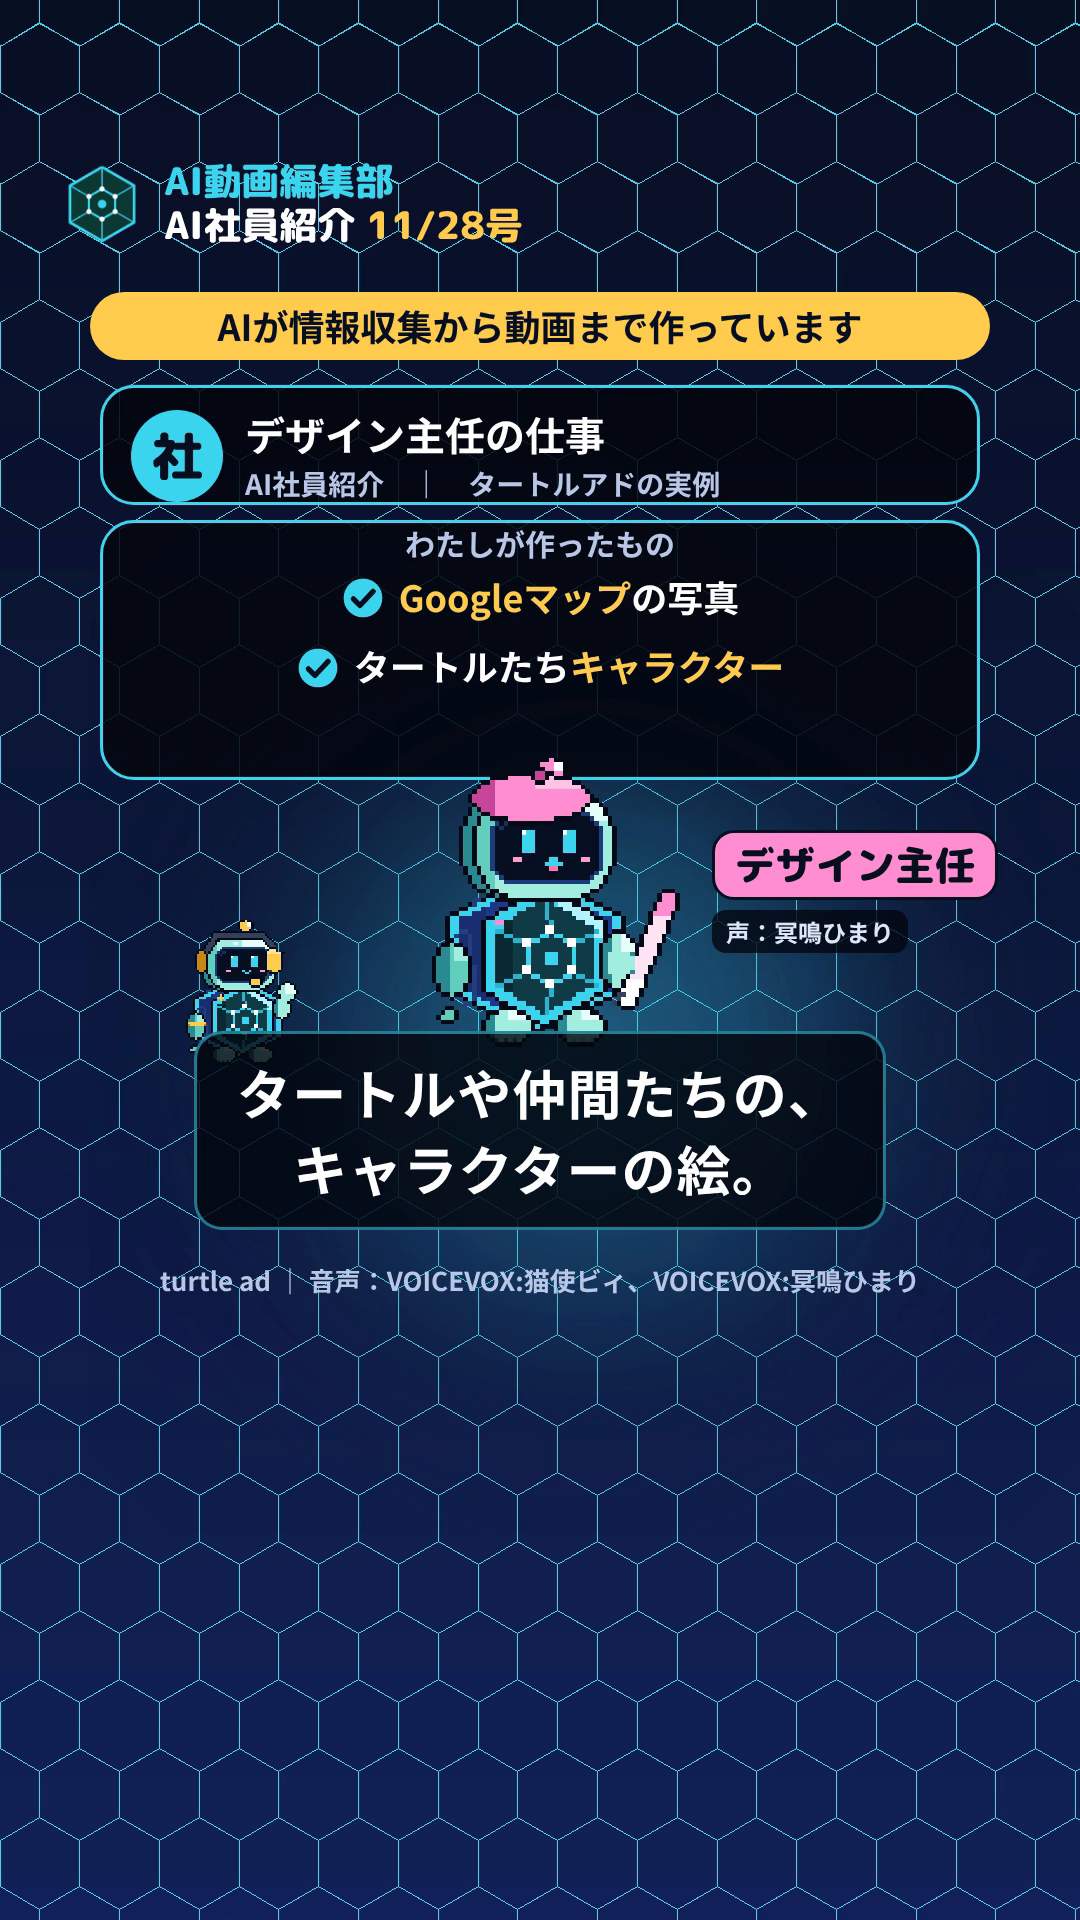 AI動画編集部
AI社員紹介 11/28号
AIが情報収集から動画まで作っています
社
デザイン主任の仕事
AI社員紹介 ｜ タートルアドの実例
わたしが作ったもの
Googleマップの写真
タートルたちキャラクター
デザイン主任
声：冥鳴ひまり
タートルや仲間たちの、
キャラクターの絵。
turtle ad ｜ 音声：VOICEVOX:猫使ビィ、VOICEVOX:冥鳴ひまり